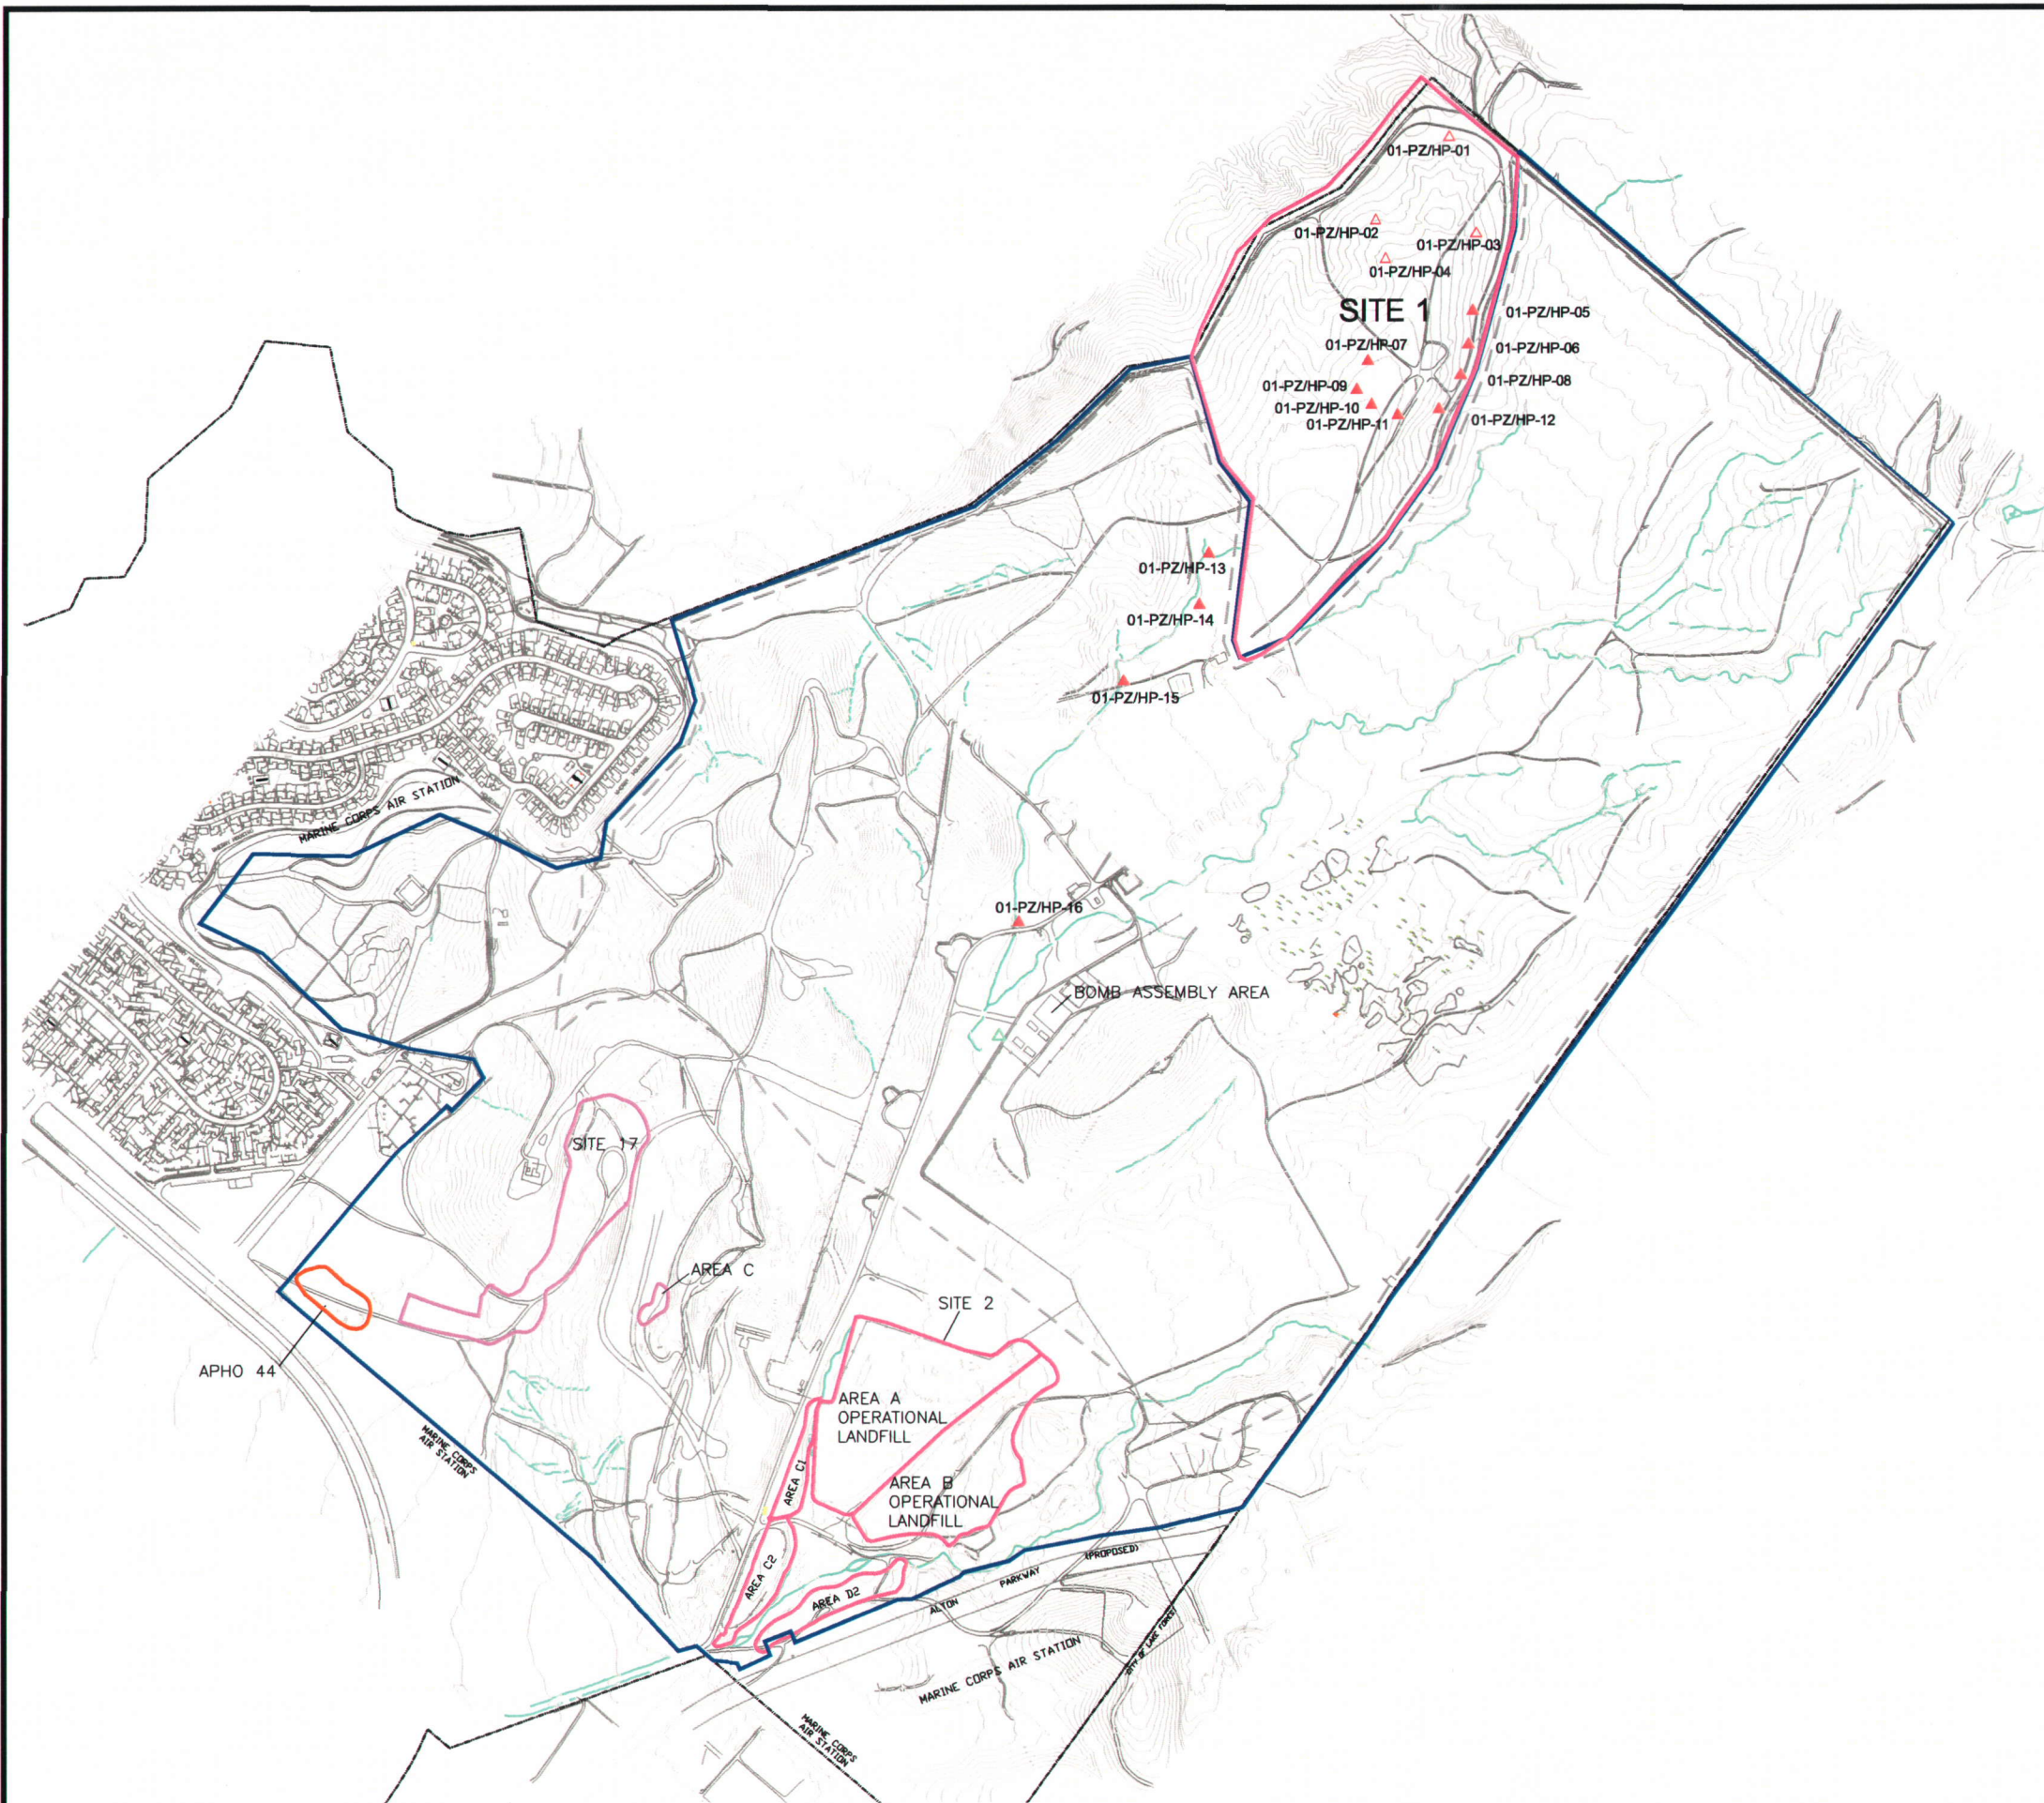 01-PZ/HP-01
01-PZ/HP-02
01-PZ/HP-03
01-PZ/HP-04
SITE 1
01-PZ/HP-05
01-PZ/HP-07
01-PZ/HP-06
01-PZ/HP-09
01-PZ/HP-08
01-PZ/HP-10
01-PZ/HP-11
01-PZ/HP-12
01-PZ/HP-13
01-PZ/HP-14
01-PZ/HP-15
MARINE CORPS AIR STATION
01-PZ/HP-16
BOMB ASSEMBLY AREA
SITE 17
AREA C
SITE 2
APHO 44
AREA A
OPERATIONAL
LANDFILL
MARINE CORPS
AIR STATION
AREA C1
AREA B
OPERATIONAL
LANDFILL
AREA C2
AREA D2
ALTON
PARKWAY
(PROPOSED)
MARINE CORPS AIR STATION
CITY OF LAKE FOREST
MARINE CORPS
AIR STATION